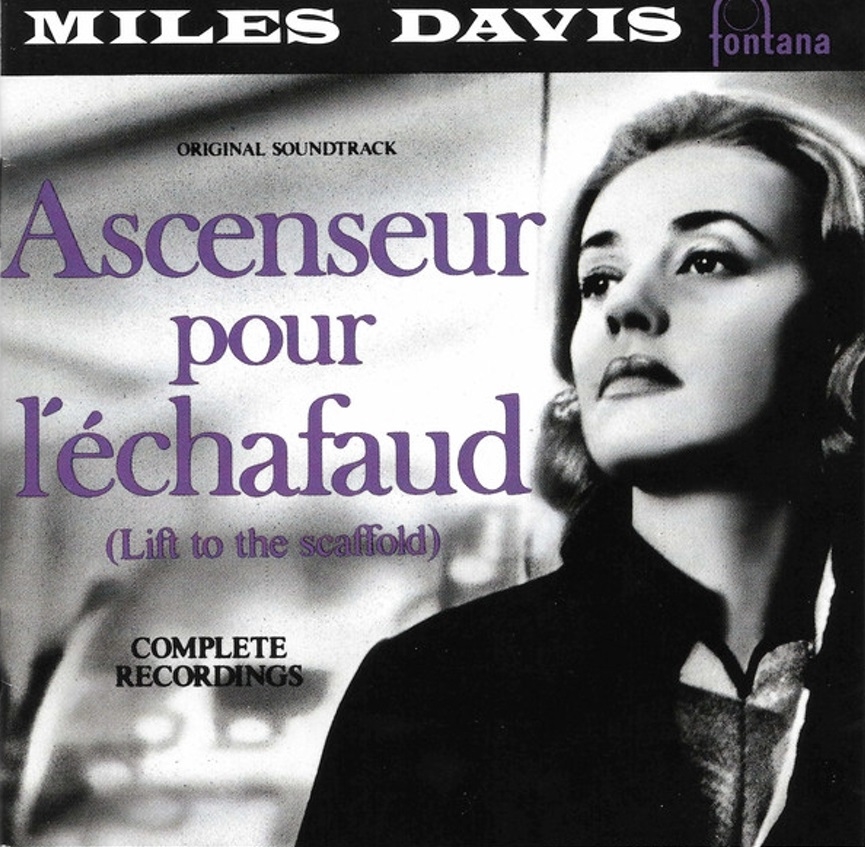 MILES DAVIS fontana
ORIGINAL SOUNDTRACK
Ascenseur
pour
l'échafaud
(Lift to the scaffold)
COMPLETE
RECORDINGS